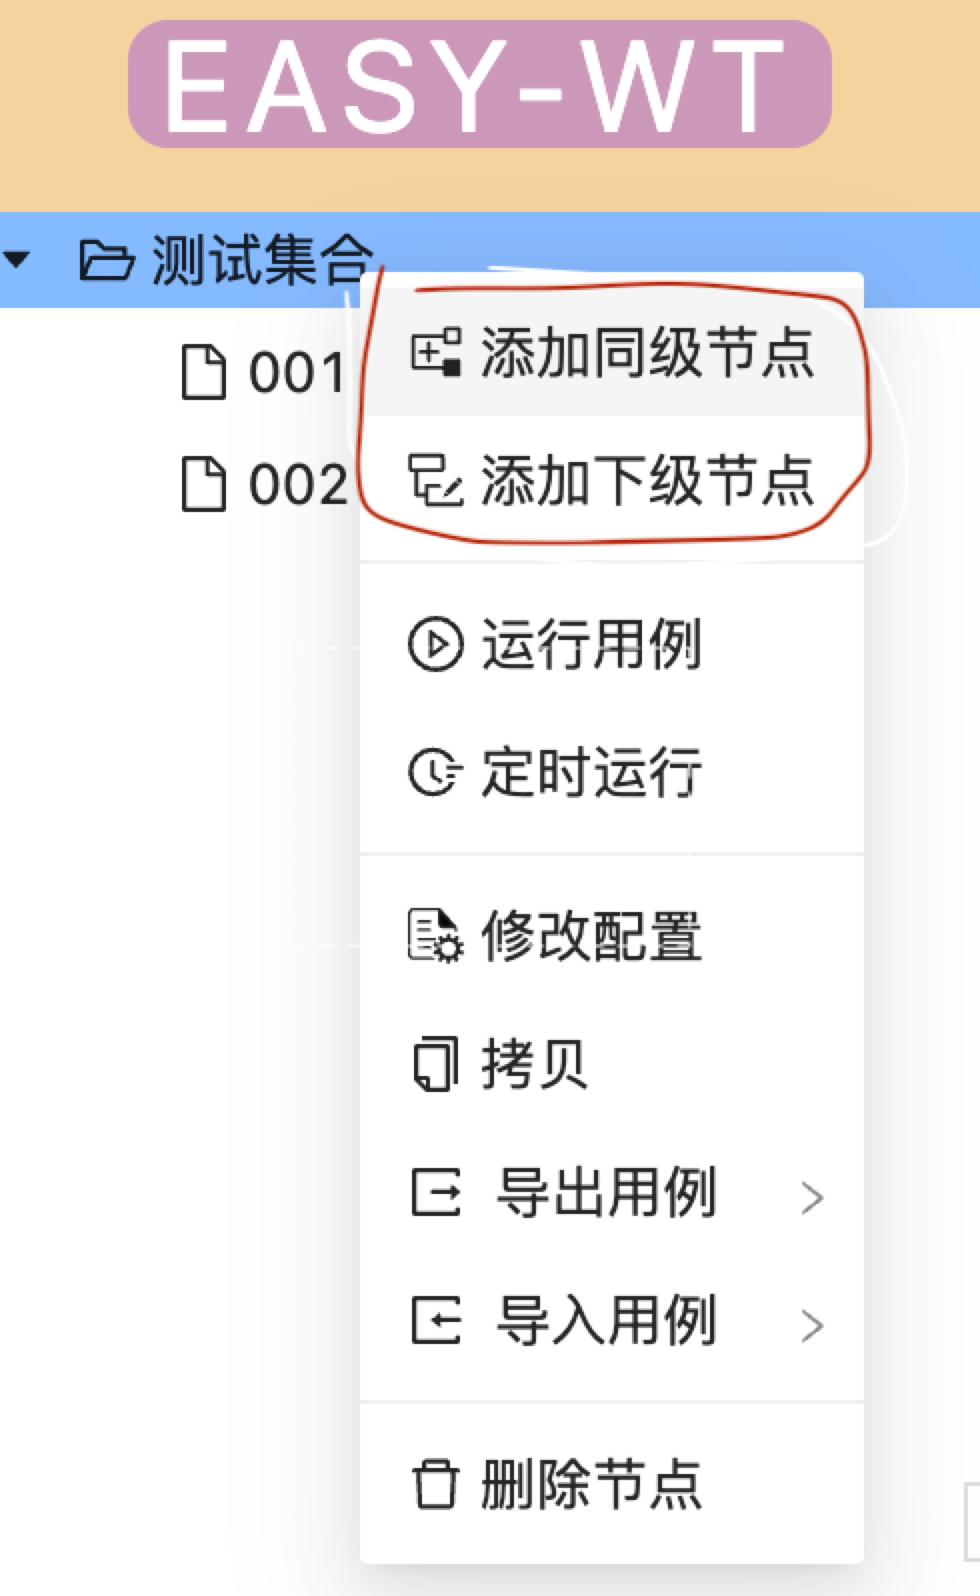 EASY-WT
测试集合
001
添加同级节点
002
添加下级节点
运行用例
定时运行
修改配置
拷贝
导出用例
导入用例
删除节点